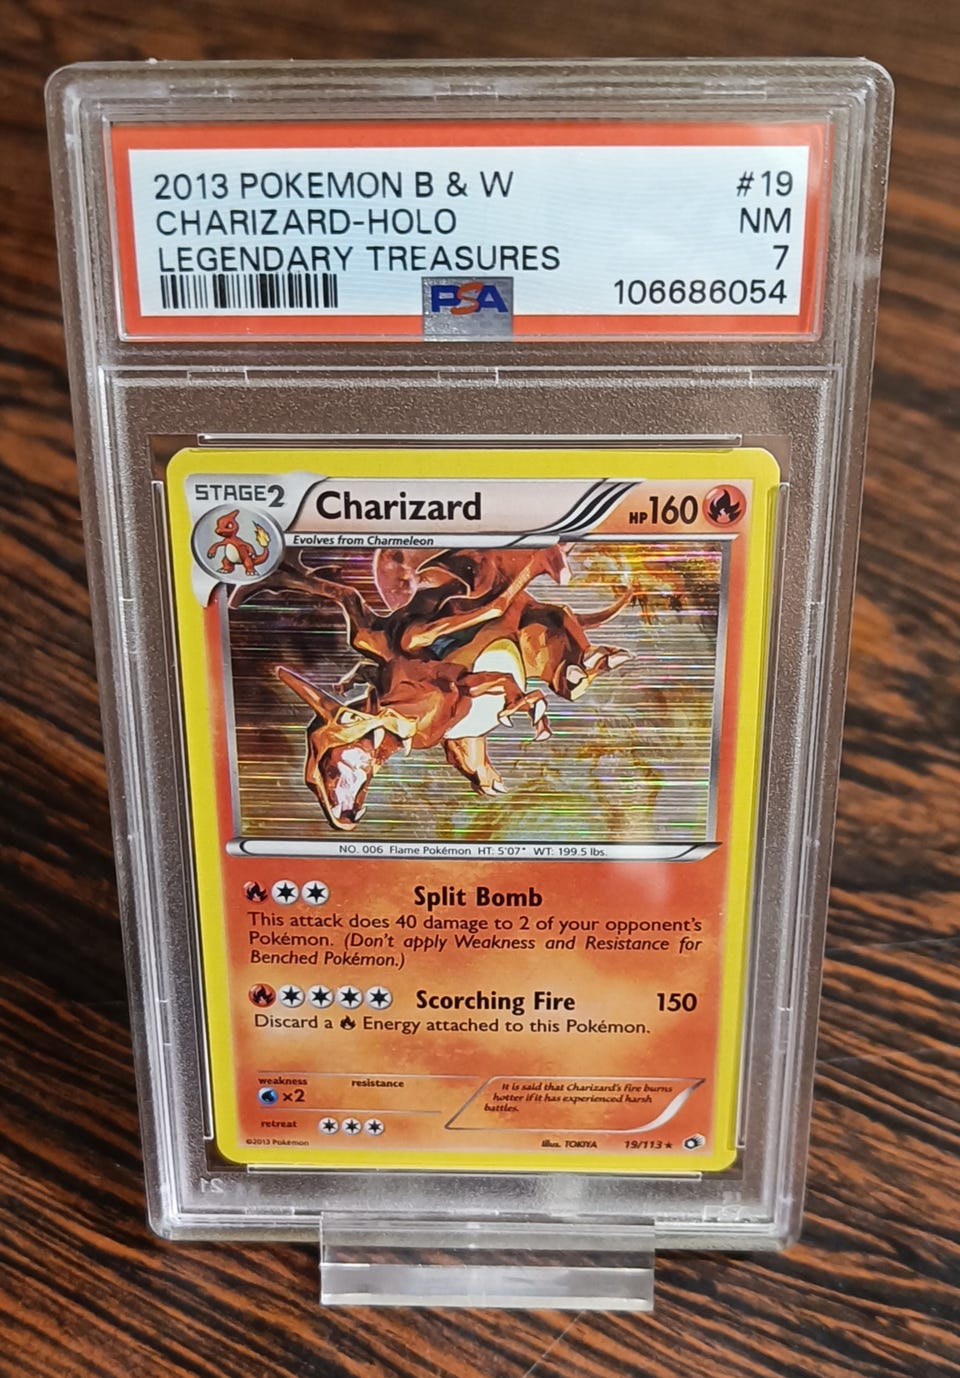 2013 POKEMON B & W #19
CHARIZARD-HOLO NM
LEGENDARY TREASURES 7
PSA 106686054
STAGE2 Charizard HP160
Evolves from Charmeleon
NO. 006 Flame Pokémon HT: 5'07" WT: 199.5 lbs.
Split Bomb
This attack does 40 damage to 2 of your opponent's
Pokémon. (Don't apply Weakness and Resistance for
Benched Pokémon.)
Scorching Fire 150
Discard a Energy attached to this Pokémon.
weakness resistance
×2
retreat
It is said that Charizard's fire burns
hotter if it has experienced harsh
battles.
©2013 Pokémon Illus. TOKIYA 19/113 ★